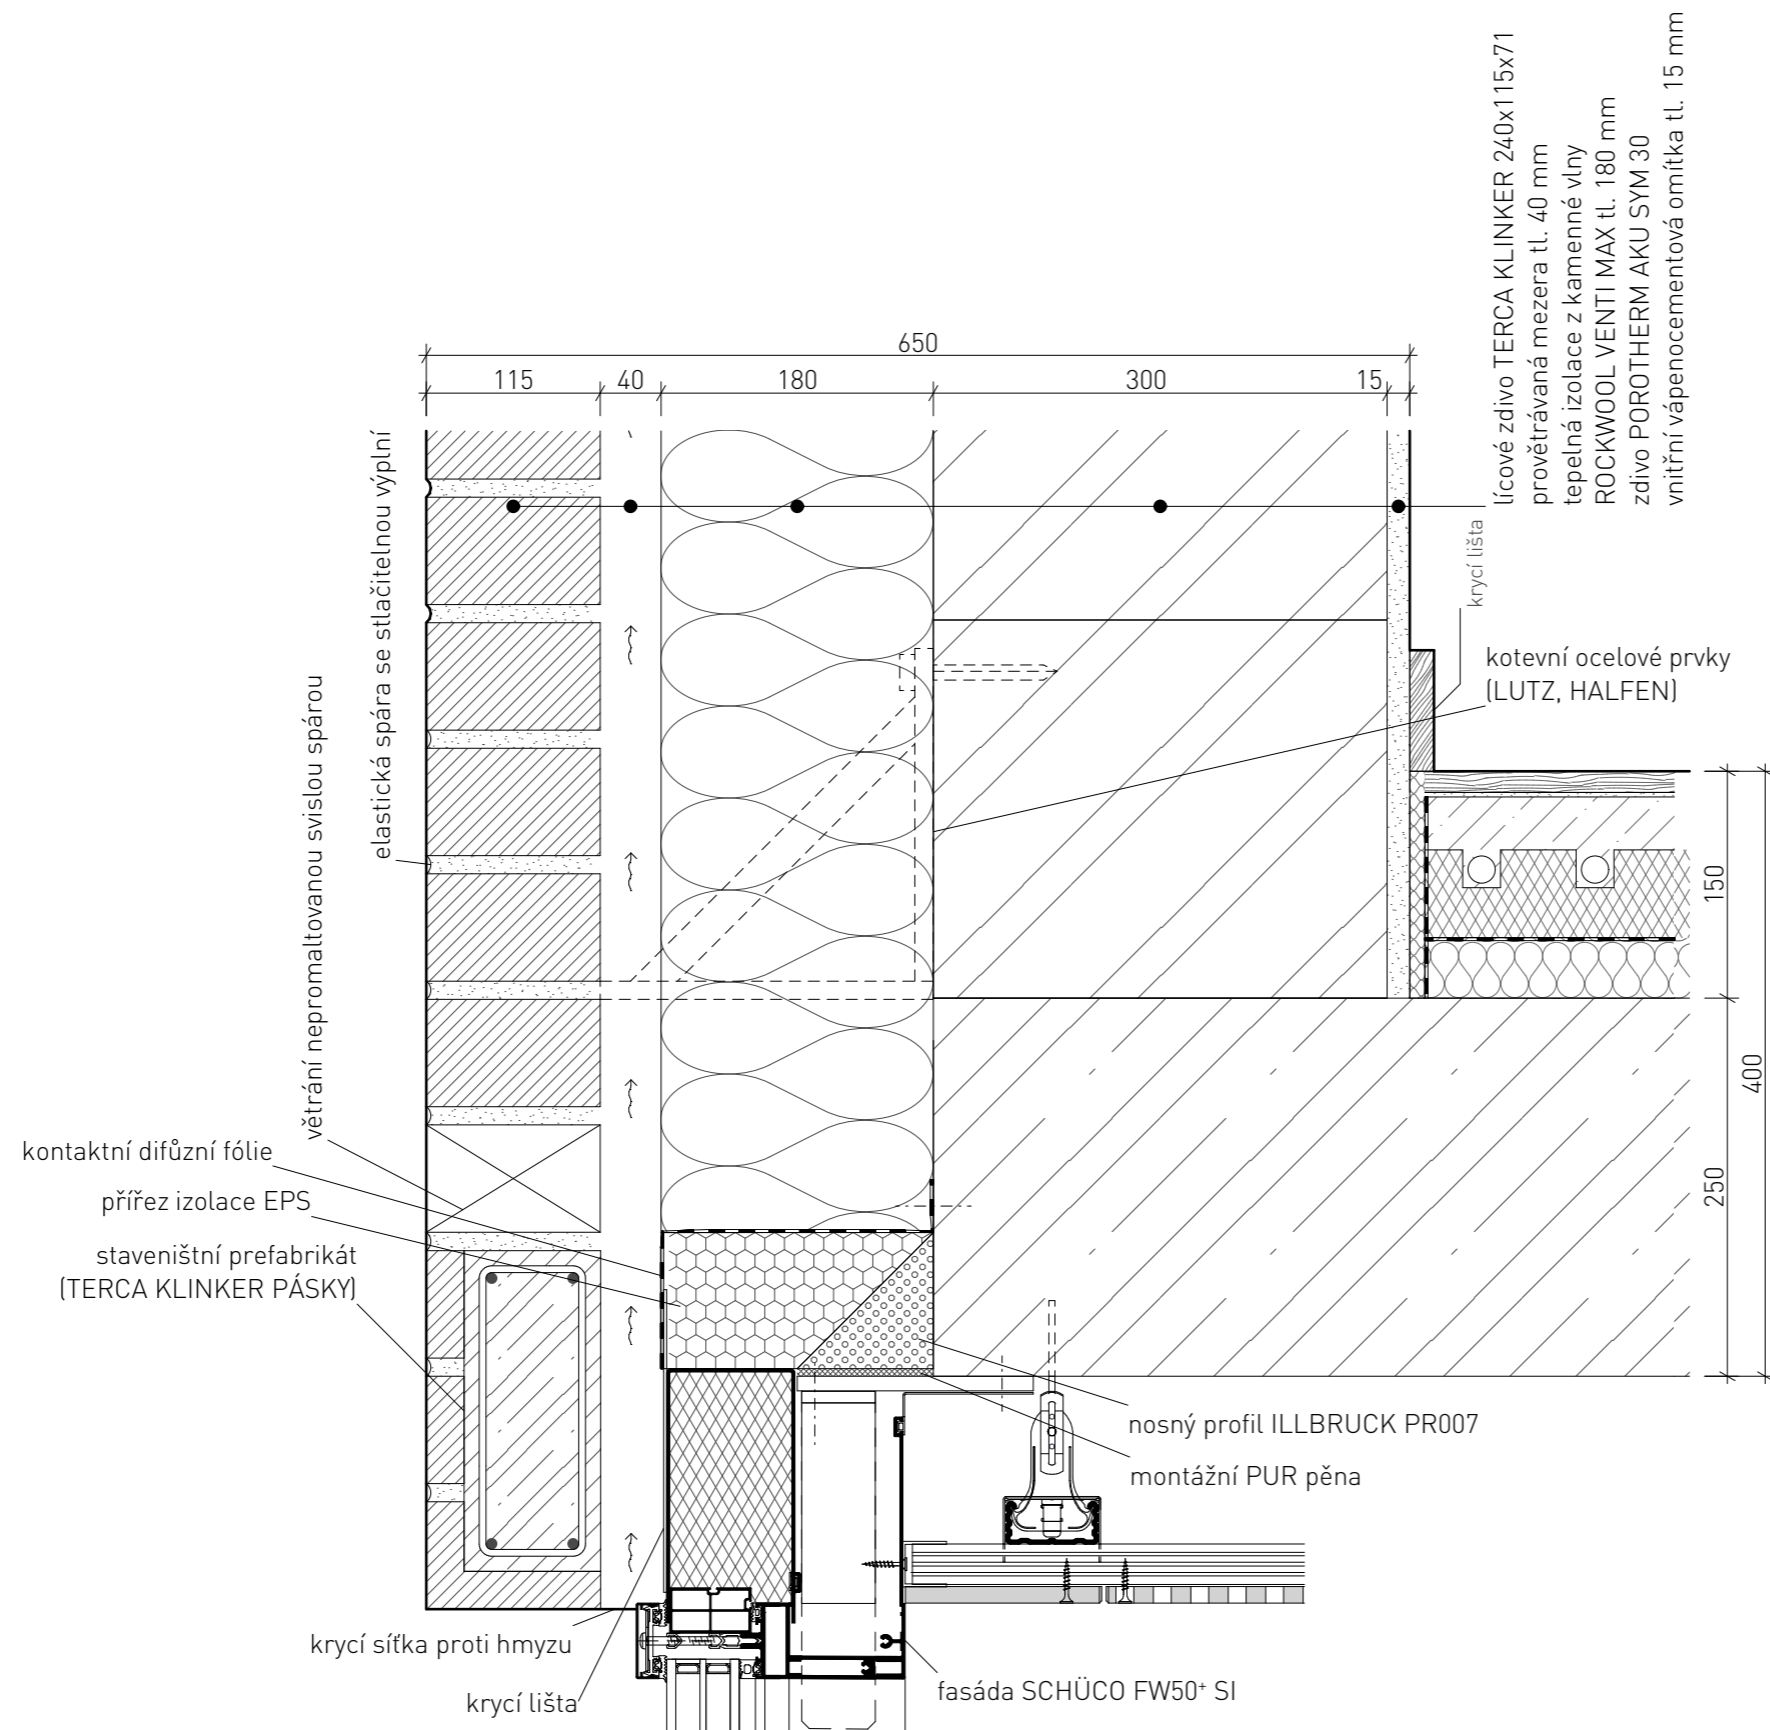 lícové zdivo TERCA KLINKER 240x115x71
provětrávaná mezera tl. 40 mm
tepelná izolace z kamenné vlny
ROCKWOOL VENTI MAX tl. 180 mm
zdivo POROTHERM AKU SYM 30
vnitřní vápenocementová omítka tl. 15 mm
650
115
40
180
300
15
elastická spára se stlačitelnou výplní
větrání nepromaltovanou svislou spárou
krycí lišta
kotevní ocelové prvky
(LUTZ, HALFEN)
150
400
250
kontaktní difůzní fólie
přířez izolace EPS
staveništní prefabrikát
(TERCA KLINKER PÁSKY)
nosný profil ILLBRUCK PR007
montážní PUR pěna
krycí síťka proti hmyzu
krycí lišta
fasáda SCHÜCO FW50⁺ SI